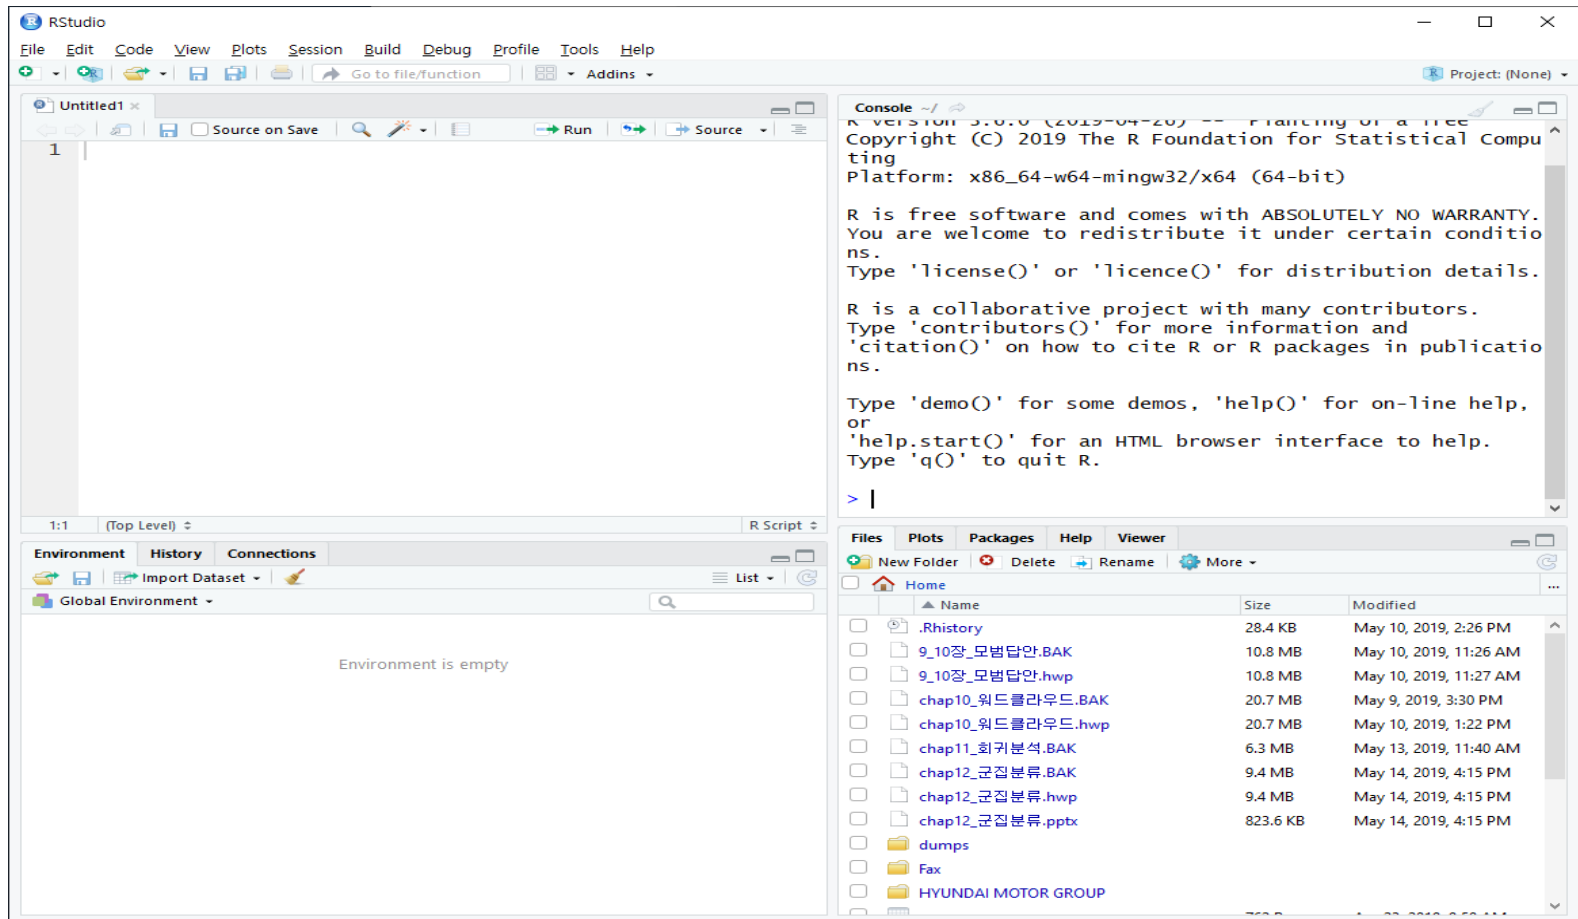 RStudio
File Edit Code View Plots Session Build Debug Profile Tools Help
Go to file/function Addins Project: (None)
Untitled1
Source on Save Run Source
1
1:1 (Top Level) R Script
Environment History Connections
Import Dataset List
Global Environment
Environment is empty
Console ~/
R version 3.6.0 (2019-04-26) -- "Planting of a Tree"
Copyright (C) 2019 The R Foundation for Statistical Compu
ting
Platform: x86_64-w64-mingw32/x64 (64-bit)
R is free software and comes with ABSOLUTELY NO WARRANTY.
You are welcome to redistribute it under certain conditio
ns.
Type 'license()' or 'licence()' for distribution details.
R is a collaborative project with many contributors.
Type 'contributors()' for more information and
'citation()' on how to cite R or R packages in publicatio
ns.
Type 'demo()' for some demos, 'help()' for on-line help,
or
'help.start()' for an HTML browser interface to help.
Type 'q()' to quit R.
>
Files Plots Packages Help Viewer
New Folder Delete Rename More
Home ...
Name Size Modified
.Rhistory 28.4 KB May 10, 2019, 2:26 PM
9_10장_모범답안.BAK 10.8 MB May 10, 2019, 11:26 AM
9_10장_모범답안.hwp 10.8 MB May 10, 2019, 11:27 AM
chap10_워드클라우드.BAK 20.7 MB May 9, 2019, 3:30 PM
chap10_워드클라우드.hwp 20.7 MB May 10, 2019, 1:22 PM
chap11_회귀분석.BAK 6.3 MB May 13, 2019, 11:40 AM
chap12_군집분류.BAK 9.4 MB May 14, 2019, 4:15 PM
chap12_군집분류.hwp 9.4 MB May 14, 2019, 4:15 PM
chap12_군집분류.pptx 823.6 KB May 14, 2019, 4:15 PM
dumps
Fax
HYUNDAI MOTOR GROUP